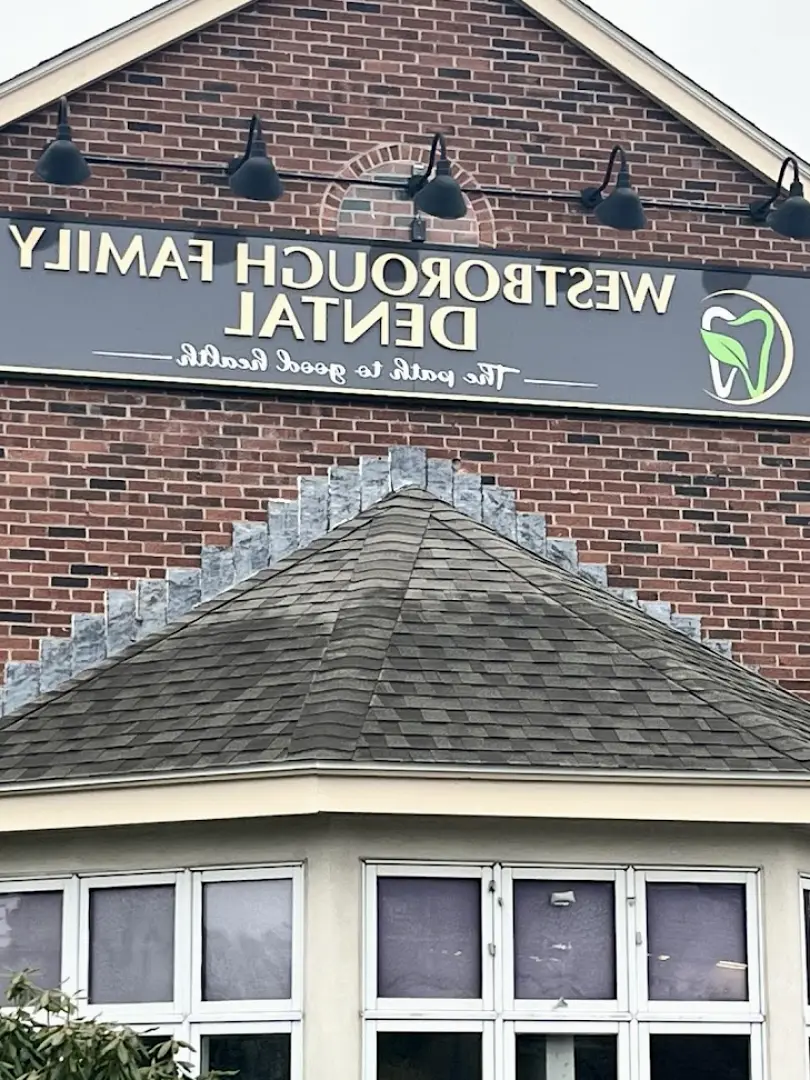 WESTBOROUGH FAMILY
DENTAL
The path to good health